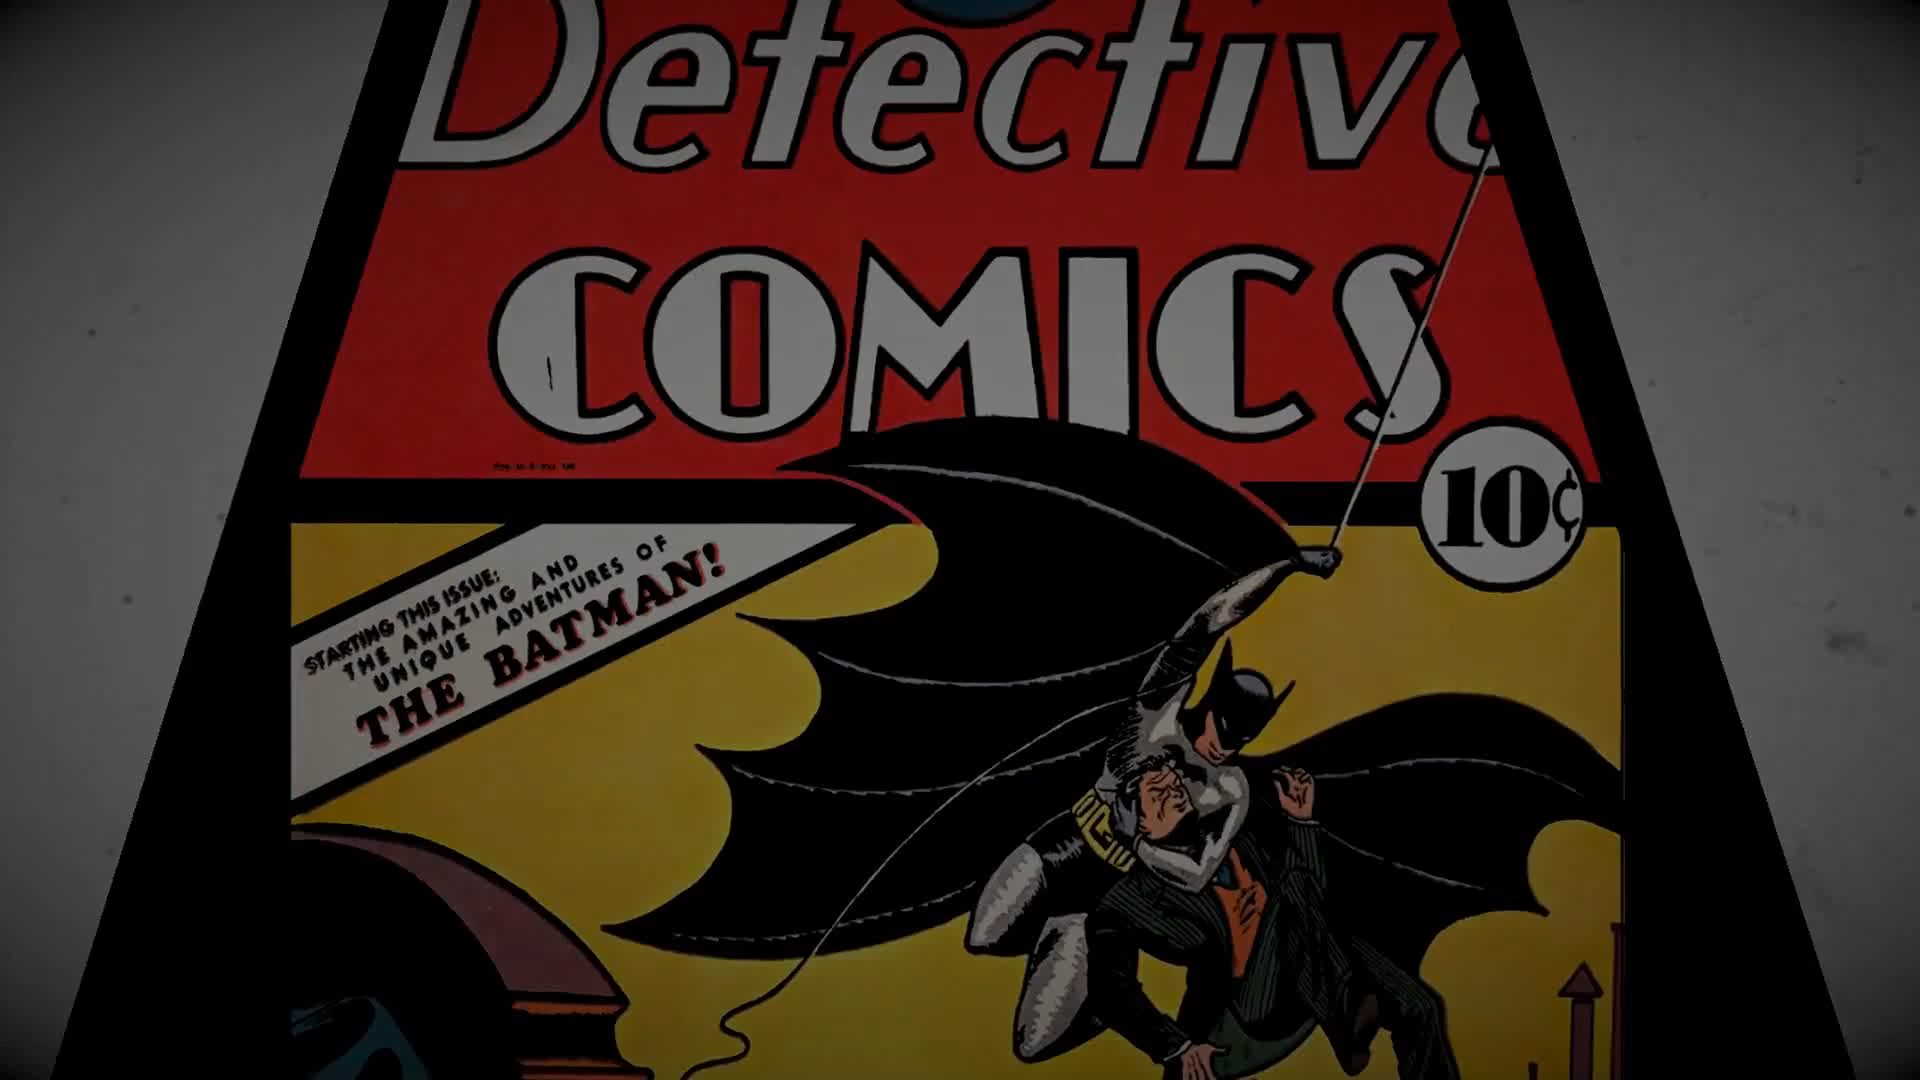 Detective
COMICS
10¢
STARTING THIS ISSUE:
THE AMAZING AND
UNIQUE ADVENTURES OF
THE BATMAN!